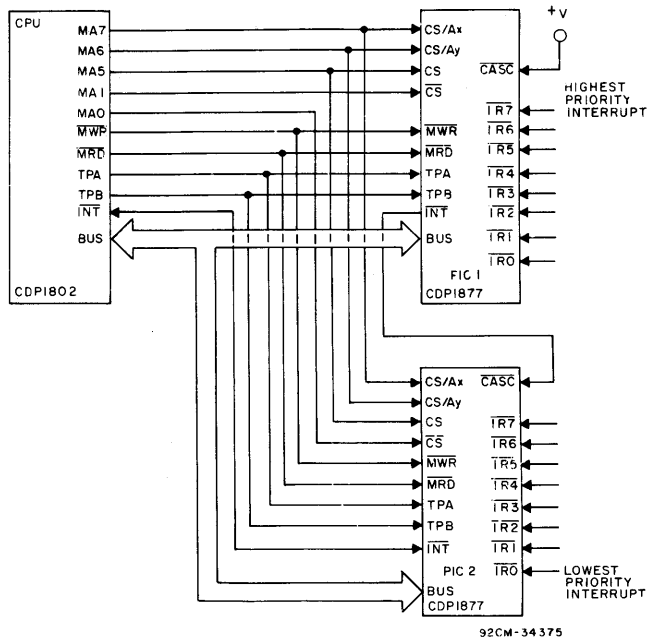 CPU
MA7
MA6
MA5
MA1
MA0
MWP
MRD
TPA
TPB
INT
BUS
CDP1802
CS/Ax
CS/Ay
CS
CS
MWR
MRD
TPA
TPB
INT
BUS
CASC
IR7
IR6
IR5
IR4
IR3
IR2
IR1
IR0
FIC 1
CDP1877
+V
HIGHEST
PRIORITY
INTERRUPT
CS/Ax
CS/Ay
CS
CS
MWR
MRD
TPA
TPB
INT
BUS
CASC
IR7
IR6
IR5
IR4
IR3
IR2
IR1
IR0
PIC 2
CDP1877
LOWEST
PRIORITY
INTERRUPT
92CM-34375